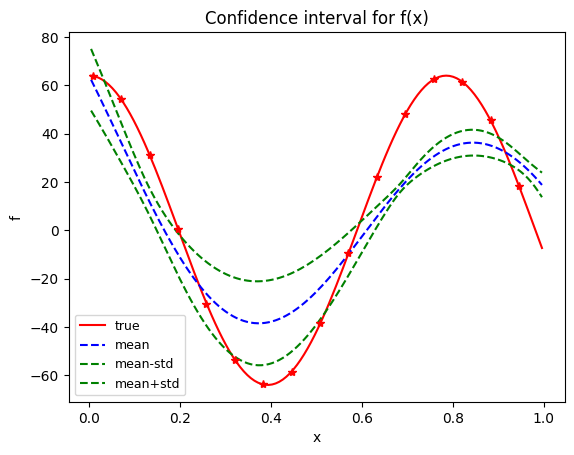 Confidence interval for f(x)
80
60
40
20
0
−20
−40
−60
f
true
mean
mean-std
mean+std
0.0 0.2 0.4 0.6 0.8 1.0
x